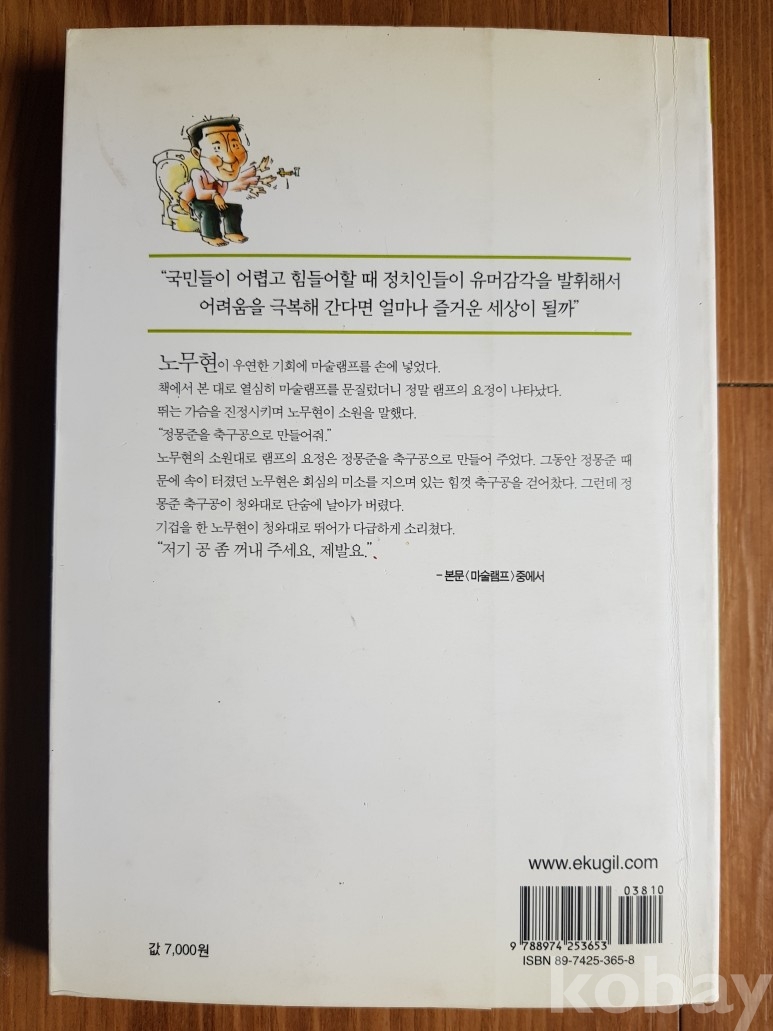 “국민들이 어렵고 힘들어할 때 정치인들이 유머감각을 발휘해서
어려움을 극복해 간다면 얼마나 즐거운 세상이 될까”
노무현이 우연한 기회에 마술램프를 손에 넣었다.
책에서 본 대로 열심히 마술램프를 문질렀더니 정말 램프의 요정이 나타났다.
뛰는 가슴을 진정시키며 노무현이 소원을 말했다.
“정몽준을 축구공으로 만들어줘.”
노무현의 소원대로 램프의 요정은 정몽준을 축구공으로 만들어 주었다. 그동안 정몽준 때
문에 속이 터졌던 노무현은 회심의 미소를 지으며 있는 힘껏 축구공을 걷어찼다. 그런데 정
몽준 축구공이 청와대로 단숨에 날아가 버렸다.
기겁을 한 노무현이 청와대로 뛰어가 다급하게 소리쳤다.
“저기 공 좀 꺼내 주세요, 제발요.”
– 본문〈마술램프〉중에서
www.ekugil.com
03810
9 788974 253653
ISBN 89-7425-365-8
값 7,000원
kobay